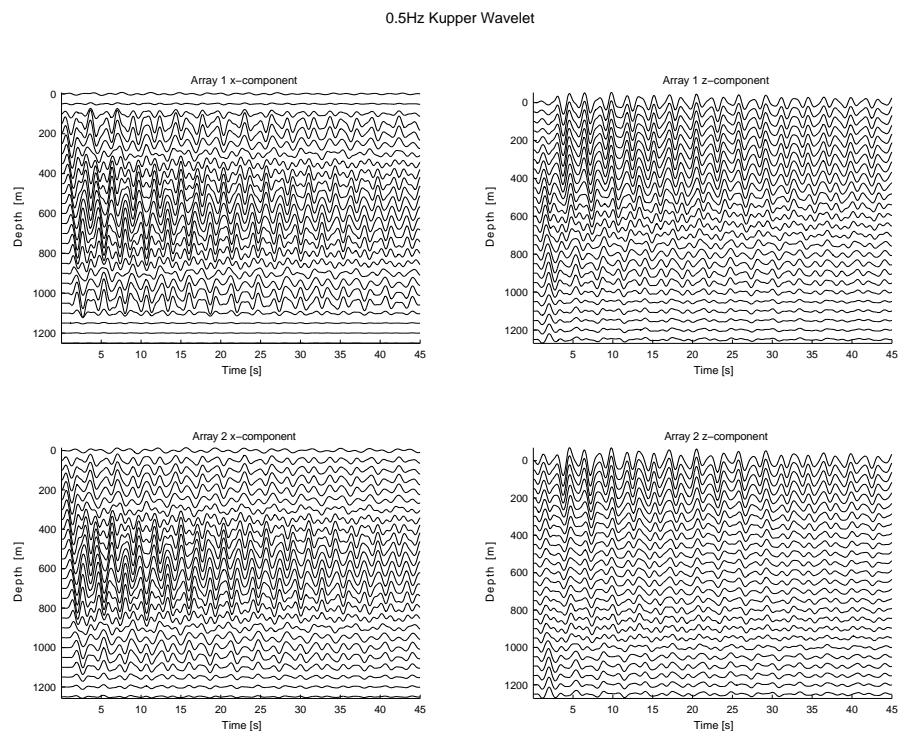 0.5Hz Kupper Wavelet
Array 1 x−component
Array 1 z−component
0
200
400
600
800
1000
1200
Depth [m]
5 10 15 20 25 30 35 40 45
Time [s]
0
200
400
600
800
1000
1200
Depth [m]
5 10 15 20 25 30 35 40 45
Time [s]
Array 2 x−component
Array 2 z−component
0
200
400
600
800
1000
1200
Depth [m]
5 10 15 20 25 30 35 40 45
Time [s]
0
200
400
600
800
1000
1200
Depth [m]
5 10 15 20 25 30 35 40 45
Time [s]